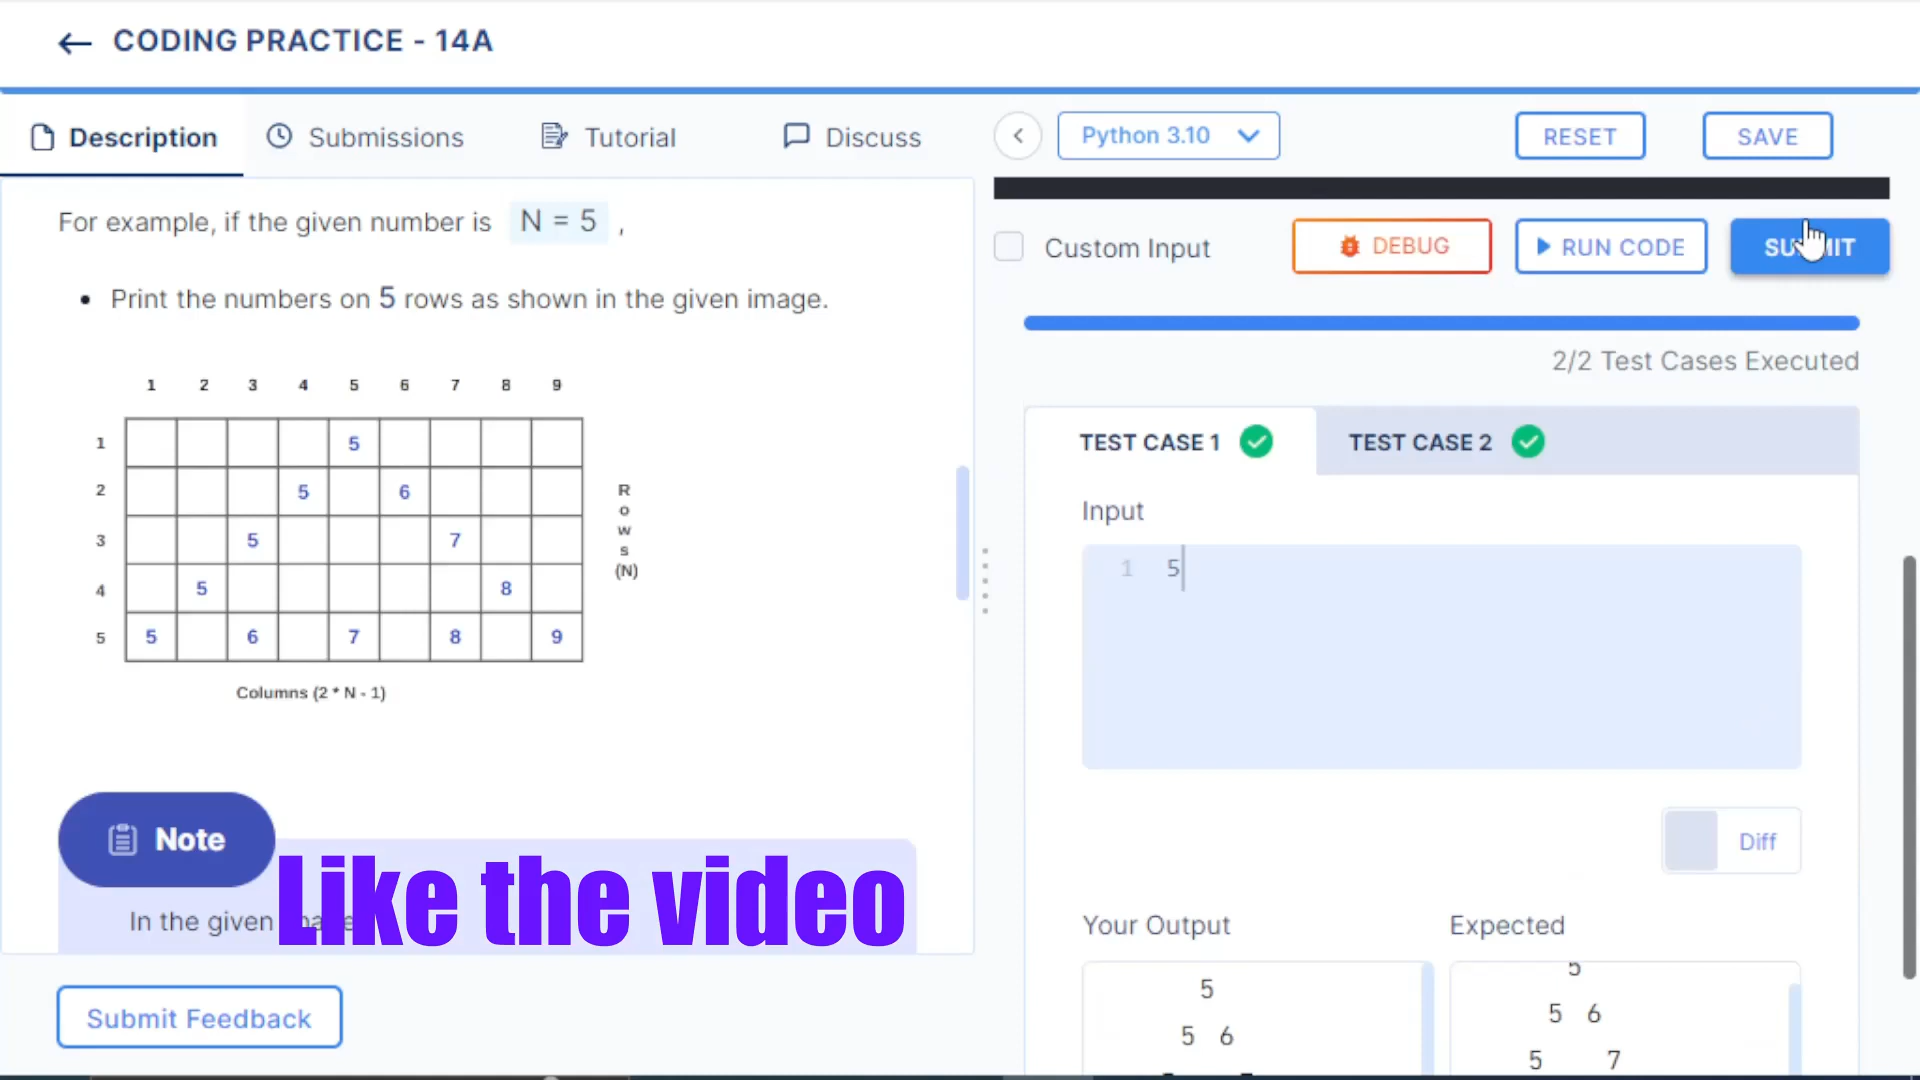 CODING PRACTICE - 14A
Description
Submissions
Tutorial
Discuss
For example, if the given number is N = 5 ,
Print the numbers on 5 rows as shown in the given image.
1 2 3 4 5 6 7 8 9
1 5
2 5 6
3 5 7
4 5 8
5 5 6 7 8 9
R
o
w
s
(N)
Columns (2 * N - 1)
Note
In the given
Like the video
Submit Feedback
Python 3.10
RESET
SAVE
Custom Input
DEBUG
RUN CODE
SUBMIT
2/2 Test Cases Executed
TEST CASE 1
TEST CASE 2
Input
1 5
Diff
Your Output
5
5 6
Expected
5
5 6
5 7